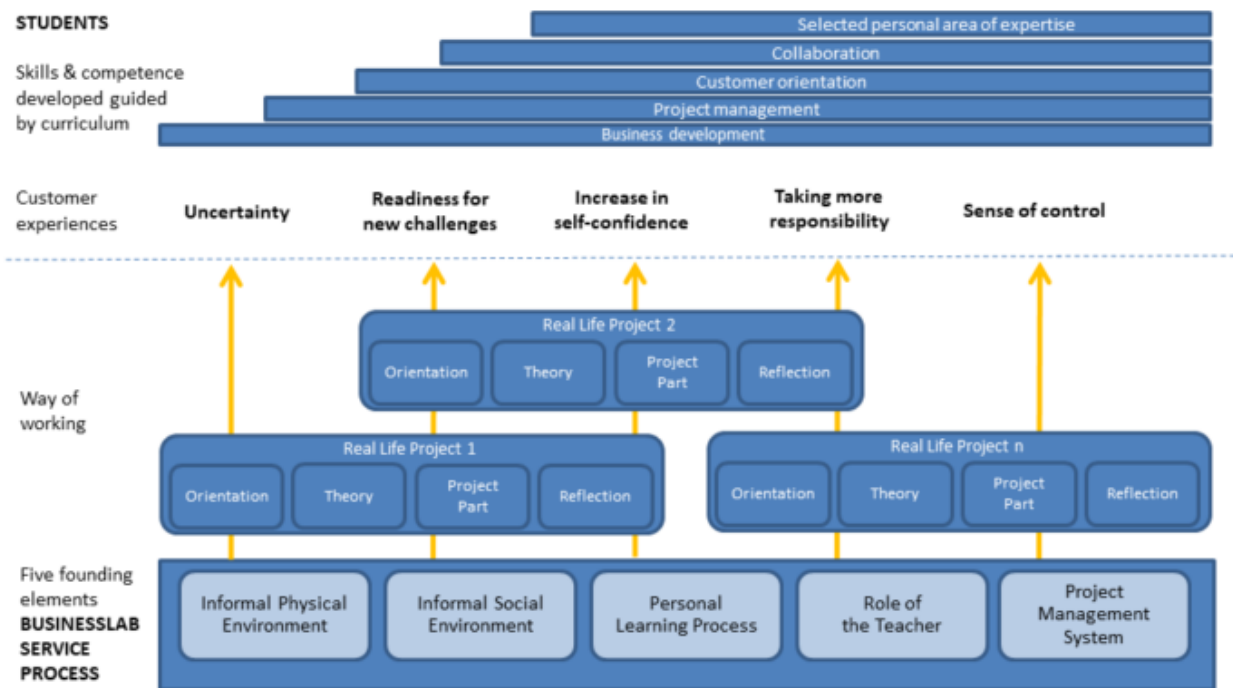 STUDENTS
Skills & competence
developed guided
by curriculum
Selected personal area of expertise
Collaboration
Customer orientation
Project management
Business development
Customer
experiences
Uncertainty
Readiness for
new challenges
Increase in
self-confidence
Taking more
responsibility
Sense of control
Way of
working
Real Life Project 2
Orientation
Theory
Project
Part
Reflection
Real Life Project 1
Orientation
Theory
Project
Part
Reflection
Real Life Project n
Orientation
Theory
Project
Part
Reflection
Five founding
elements
BUSINESSLAB
SERVICE
PROCESS
Informal Physical
Environment
Informal Social
Environment
Personal
Learning Process
Role of
the Teacher
Project
Management
System